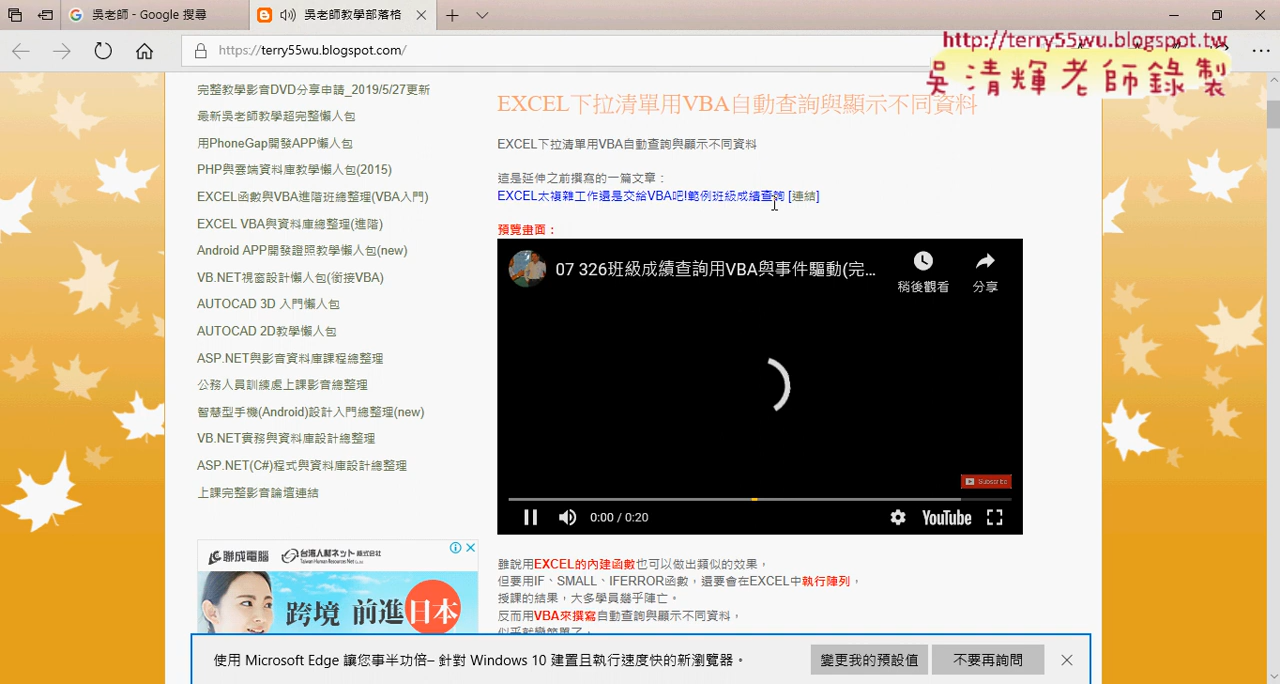 吳老師 - Google 搜尋
吳老師教學部落格
https://terry55wu.blogspot.com/
http://terry55wu.blogspot.tw
吳清輝老師錄製
完整教學影音DVD分享申請_2019/5/27更新
最新吳老師教學超完整懶人包
用PhoneGap開發APP懶人包
PHP與雲端資料庫教學懶人包(2015)
EXCEL函數與VBA進階班總整理(VBA入門)
EXCEL VBA與資料庫總整理(進階)
Android APP開發證照教學懶人包(new)
VB.NET視窗設計懶人包(銜接VBA)
AUTOCAD 3D 入門懶人包
AUTOCAD 2D教學懶人包
ASP.NET與影音資料庫課程總整理
公務人員訓練處上課影音總整理
智慧型手機(Android)設計入門總整理(new)
VB.NET實務與資料庫設計總整理
ASP.NET(C#)程式與資料庫設計總整理
上課完整影音論壇連結
聯成電腦
台灣人材ネット株式会社
Taiwan Human Resources Net Co.,Ltd.
跨境 前進日本
EXCEL下拉清單用VBA自動查詢與顯示不同資料
EXCEL下拉清單用VBA自動查詢與顯示不同資料
這是延伸之前撰寫的一篇文章：
EXCEL太複雜工作還是交給VBA吧!範例班級成績查詢 [連結]
預覽畫面：
07 326班級成績查詢用VBA與事件驅動(完...
稍後觀看
分享
Subscribe
0:00 / 0:20
YouTube
雖說用EXCEL的內建函數也可以做出類似的效果，
但要用IF、SMALL、IFERROR函數，還要會在EXCEL中執行陣列，
授課的結果，大多學員幾乎陣亡。
反而用VBA來撰寫自動查詢與顯示不同資料，
似乎就變簡單了。
使用 Microsoft Edge 讓您事半功倍– 針對 Windows 10 建置且執行速度快的新瀏覽器。
變更我的預設值
不要再詢問